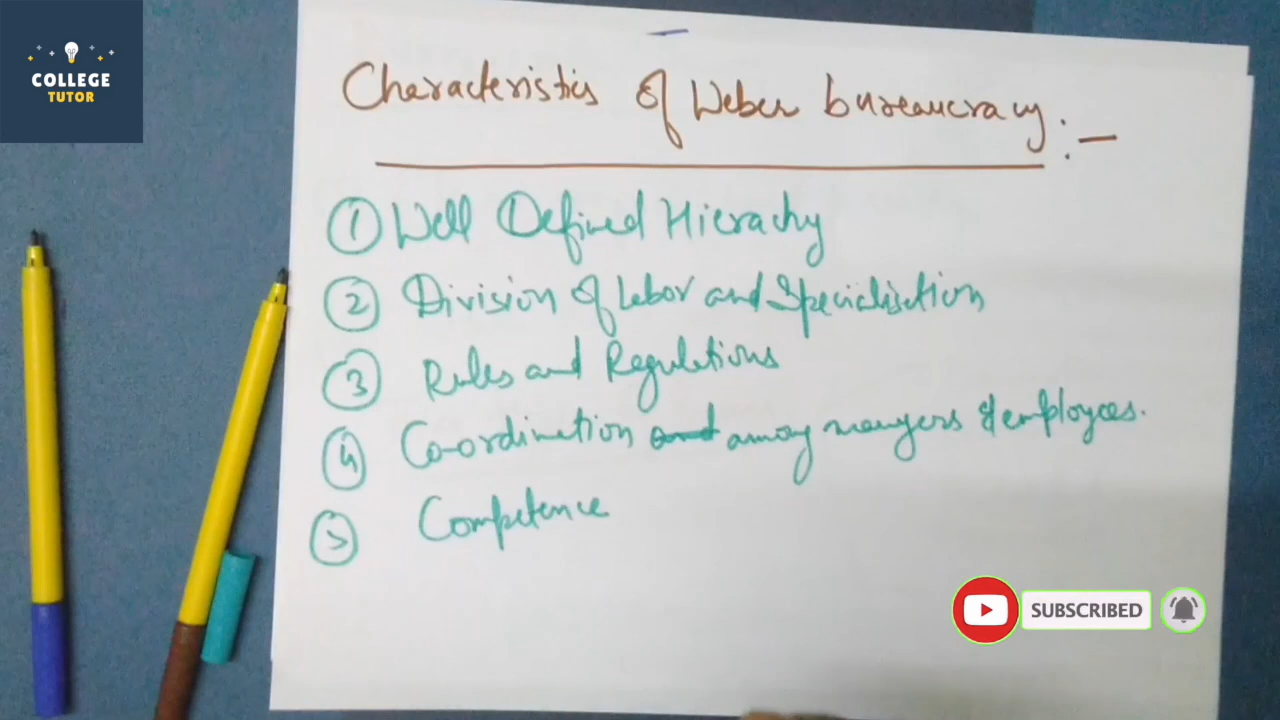 COLLEGE
TUTOR
Characteristics of Weber bureaucracy :-
1 Well Defined Hierachy
2 Division of Labor and Specialisation
3 Rules and Regulations
4 Co-ordination and among mangers & employees.
5 Competence
SUBSCRIBED